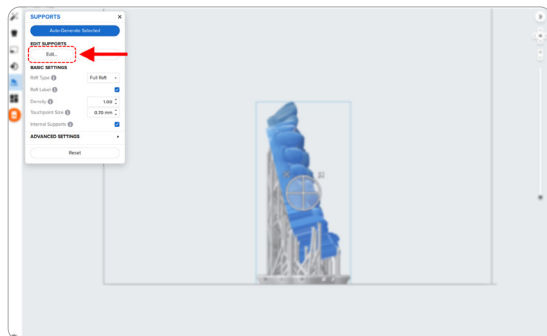 SUPPORTS ×
Auto-Generate Selected
EDIT SUPPORTS
Edit...
BASIC SETTINGS
Raft Type Full Raft
Raft Label
Density 1.00
Touchpoint Size 0.70 mm
Internal Supports
ADVANCED SETTINGS
Reset